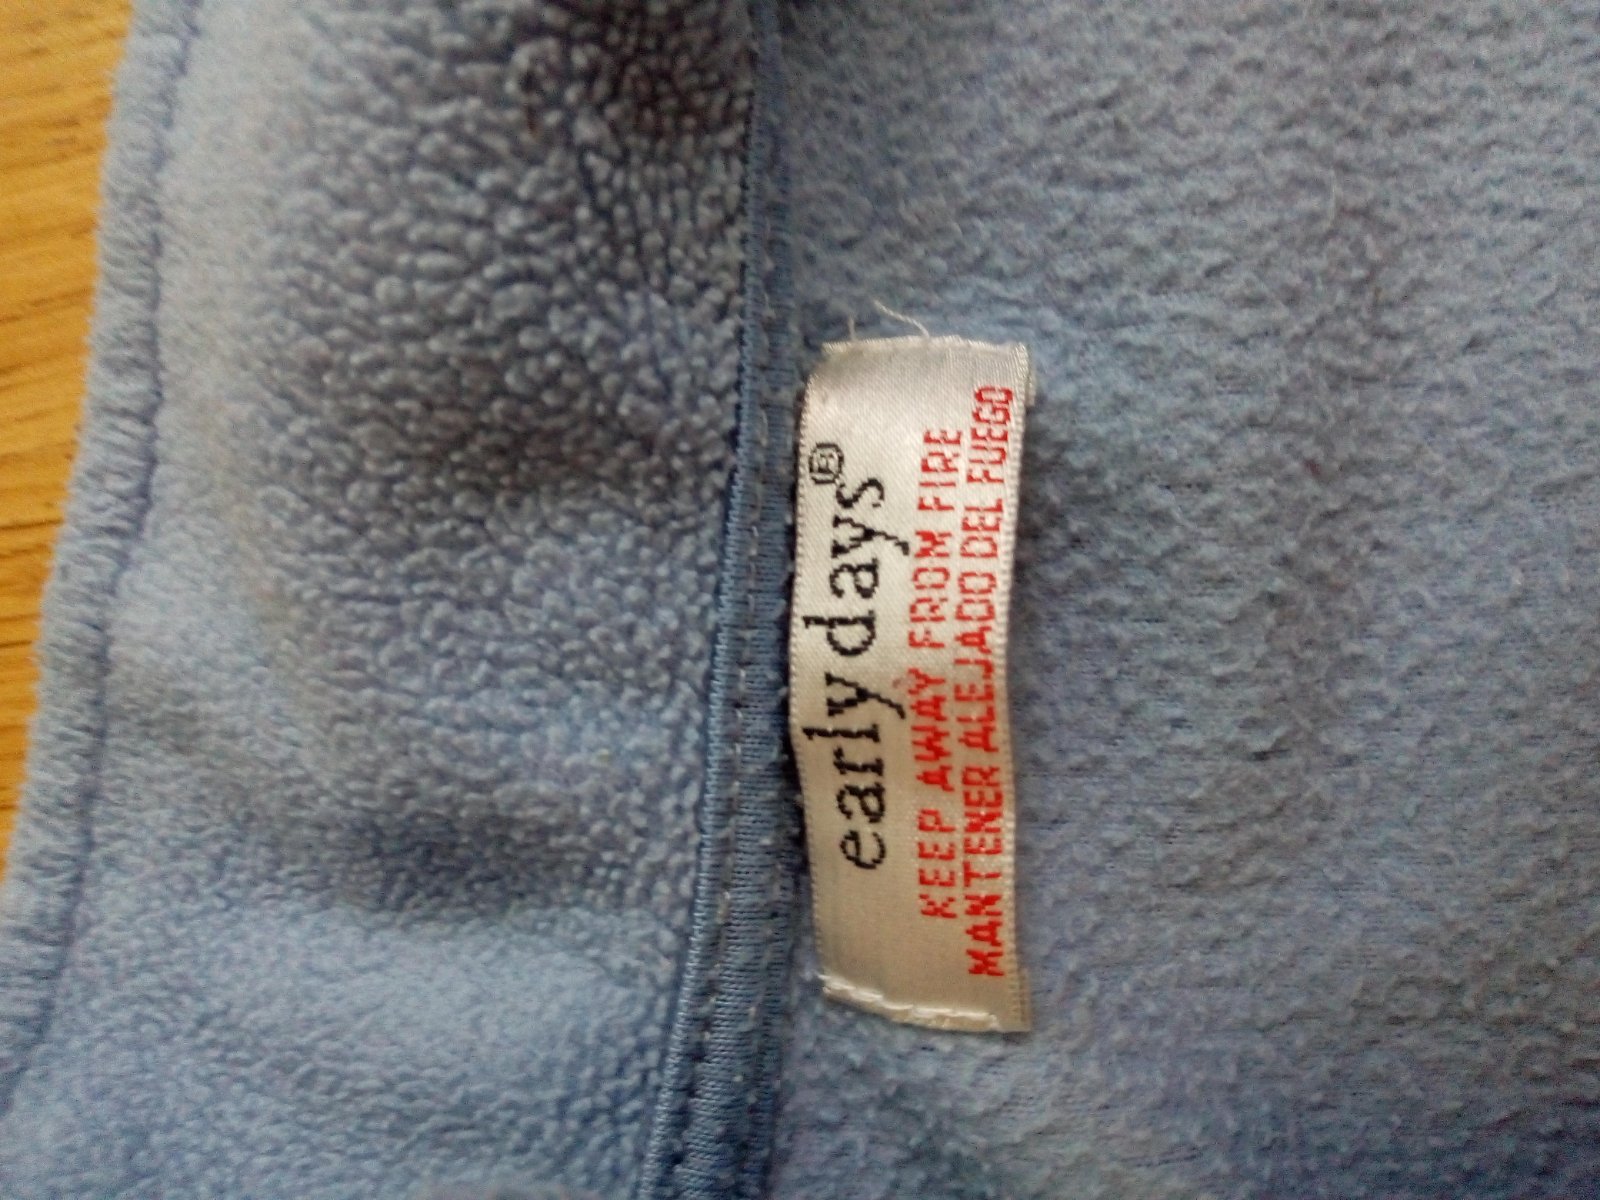 early days®
KEEP AWAY FROM FIRE
MANTENER ALEJADO DEL FUEGO